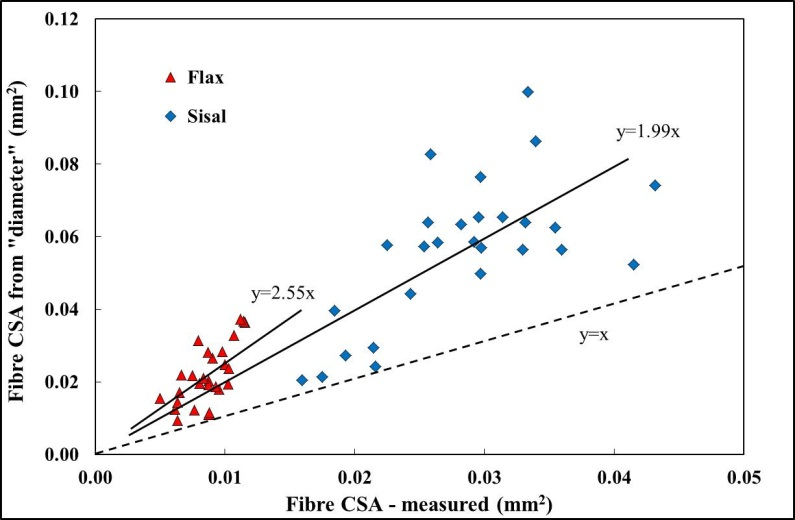 0.12
0.10
0.08
0.06
0.04
0.02
0.00
Fibre CSA from "diameter" (mm²)
Flax
Sisal
y=1.99x
y=2.55x
y=x
0.00 0.01 0.02 0.03 0.04 0.05
Fibre CSA - measured (mm²)